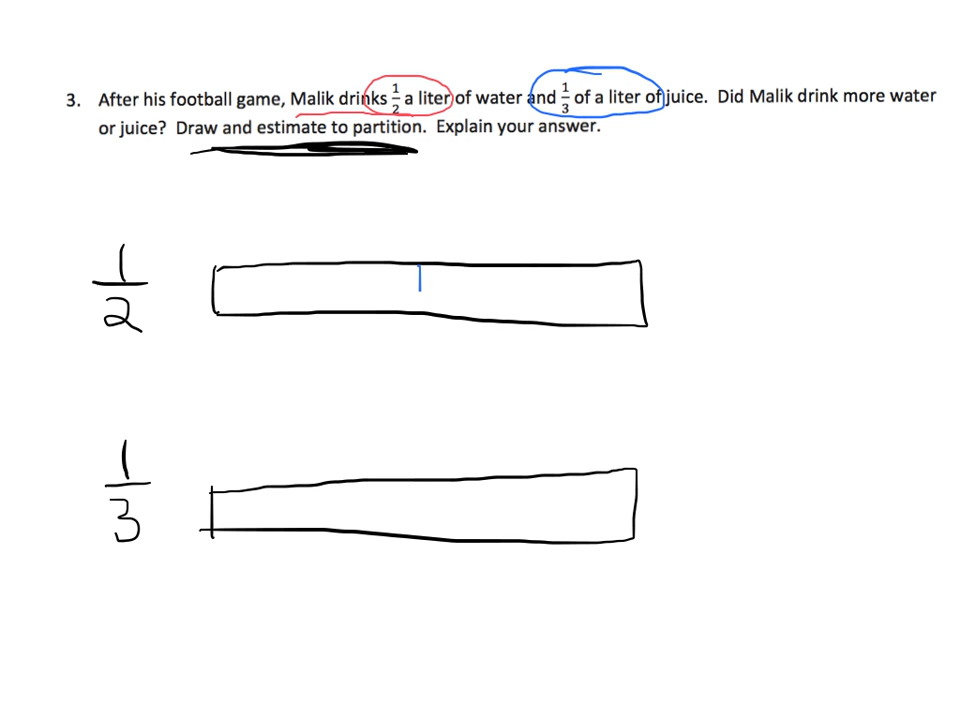 3. After his football game, Malik drinks 1/2 a liter of water and 1/3 of a liter of juice. Did Malik drink more water
or juice? Draw and estimate to partition. Explain your answer.
1/2
1/3